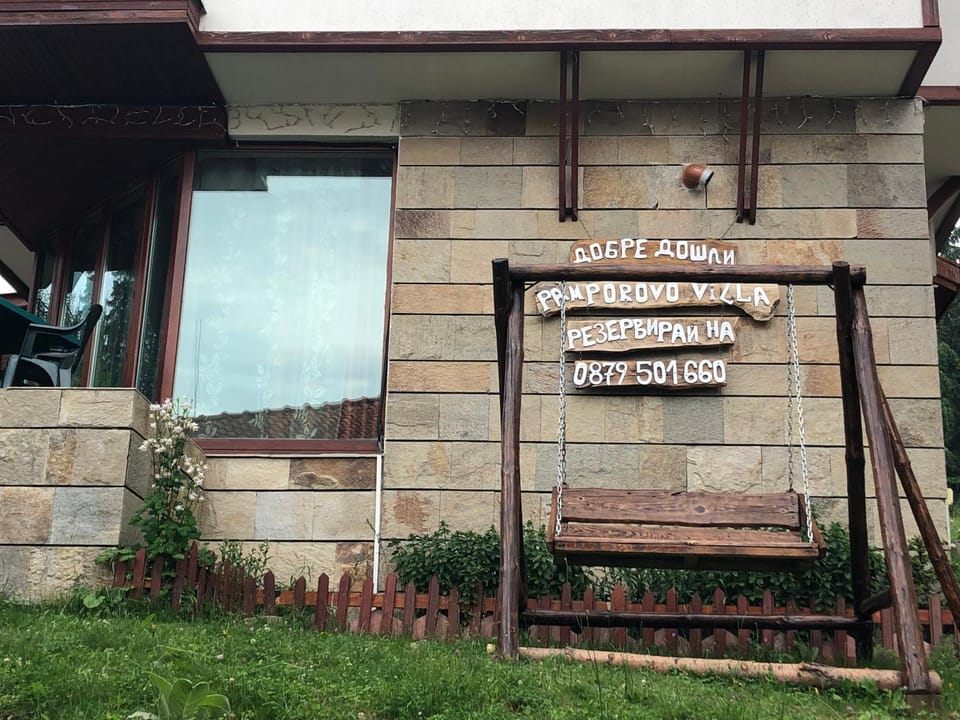 ДОБРЕ ДОШЛИ
PAMPOROVO VILLA
РЕЗЕРВИРАЙ НА
0879 501 660